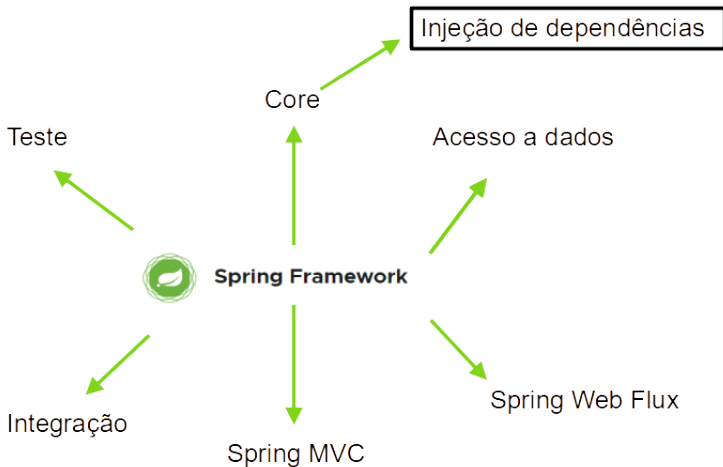 Injeção de dependências
Core
Teste
Acesso a dados
Spring Framework
Spring Web Flux
Integração
Spring MVC